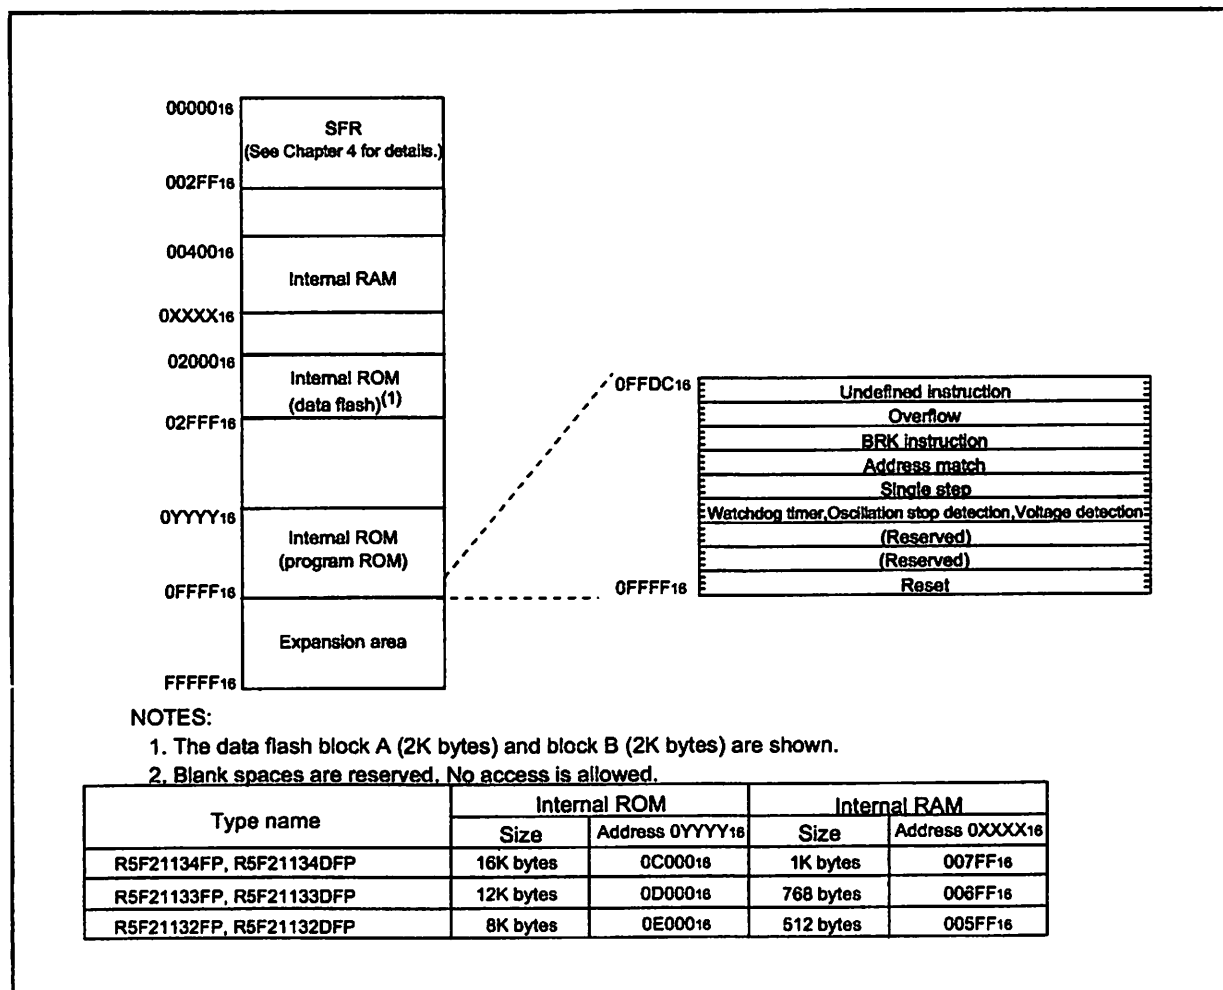 0000016
SFR
(See Chapter 4 for details.)
002FF16
0040016
Internal RAM
0XXXX16
0200016
Internal ROM
(data flash)(1)
02FFF16
0YYYY16
Internal ROM
(program ROM)
0FFFF16
Expansion area
FFFFF16
0FFDC16
Undefined instruction
Overflow
BRK instruction
Address match
Single step
Watchdog timer,Oscillation stop detection,Voltage detection
(Reserved)
(Reserved)
0FFFF16
Reset
NOTES:
1. The data flash block A (2K bytes) and block B (2K bytes) are shown.
2. Blank spaces are reserved. No access is allowed.
Type name Internal ROM Internal RAM
Size Address 0YYYY16 Size Address 0XXXX16
R5F21134FP, R5F21134DFP 16K bytes 0C00016 1K bytes 007FF16
R5F21133FP, R5F21133DFP 12K bytes 0D00016 768 bytes 006FF16
R5F21132FP, R5F21132DFP 8K bytes 0E00016 512 bytes 005FF16